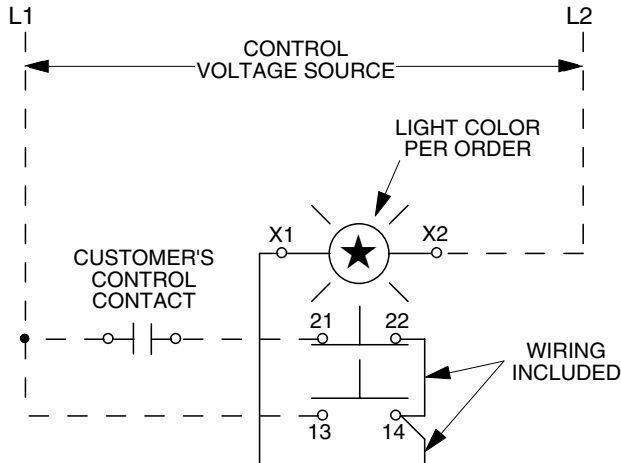 L1
L2
CONTROL
VOLTAGE SOURCE
LIGHT COLOR
PER ORDER
X1
X2
CUSTOMER'S
CONTROL
CONTACT
21
22
WIRING
INCLUDED
13
14